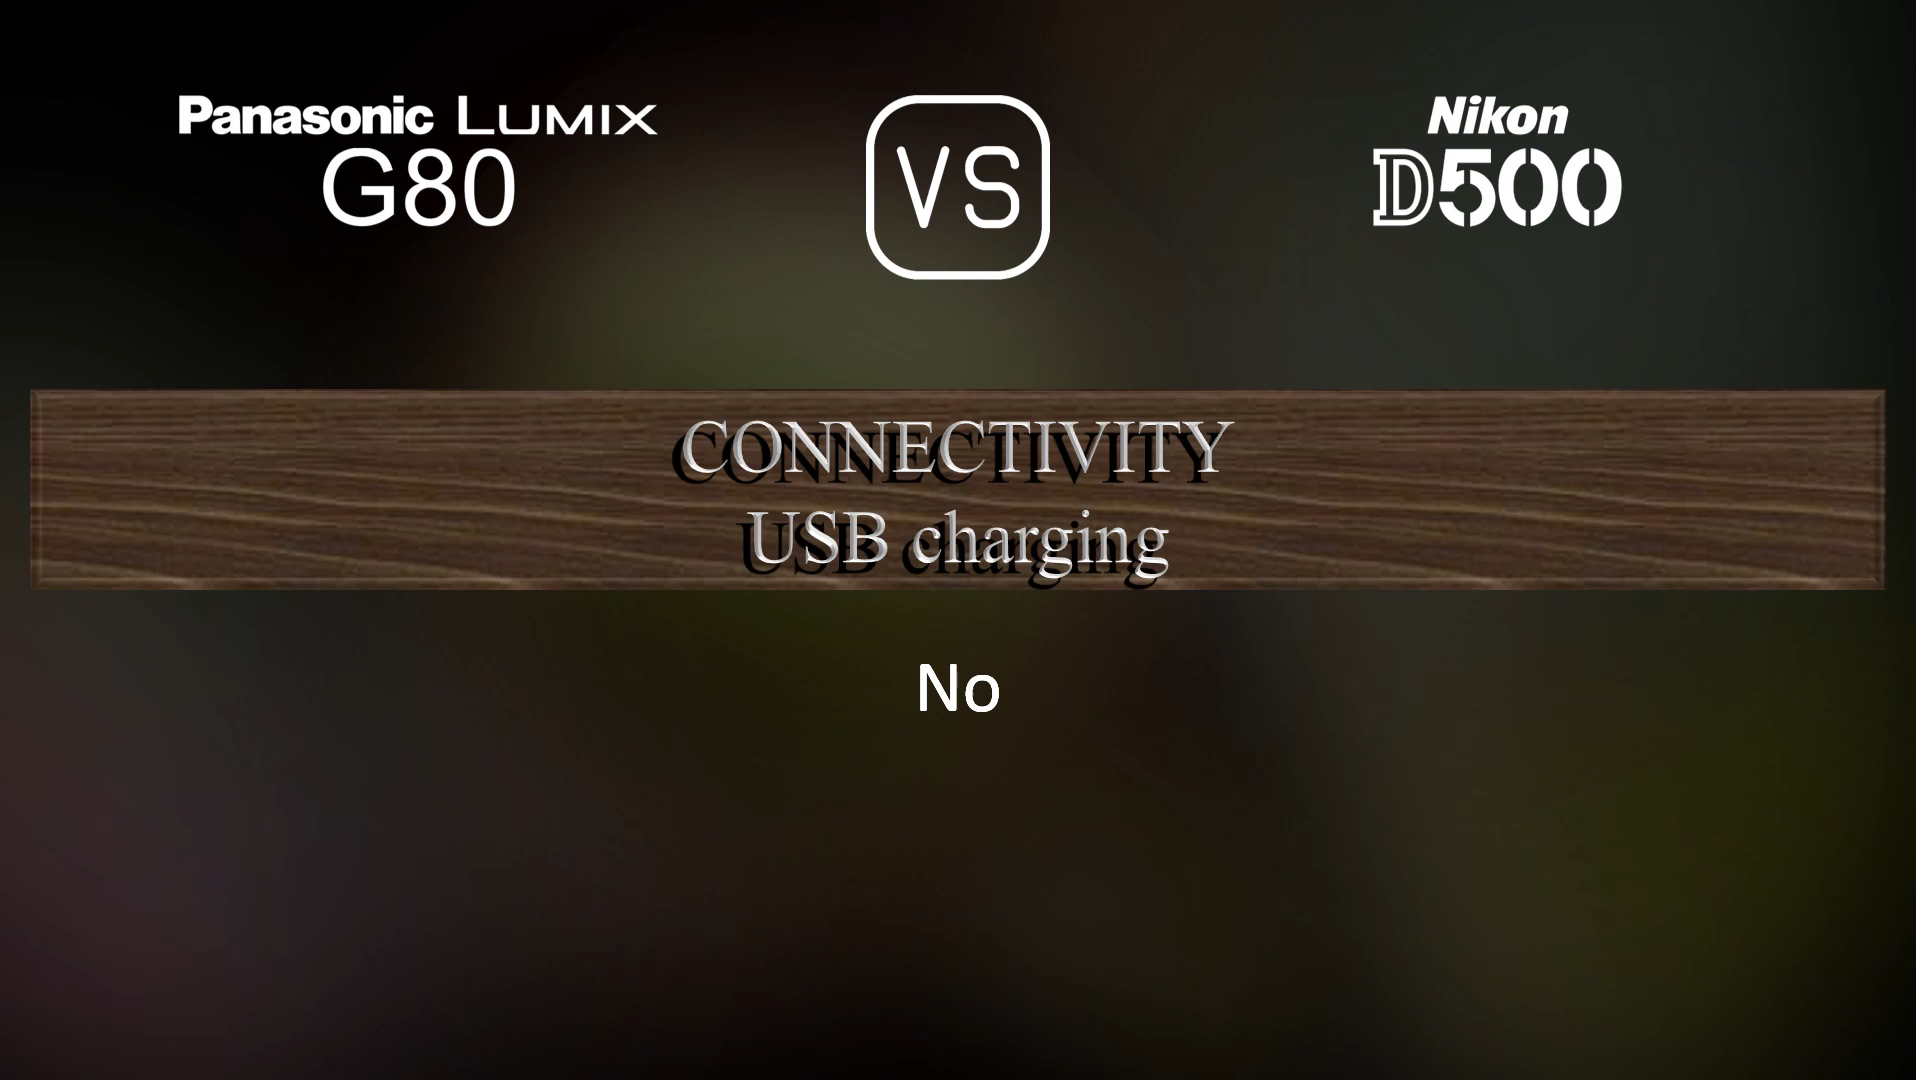 Panasonic LUMIX
G80
VS
Nikon
D500
CONNECTIVITY
USB charging
No